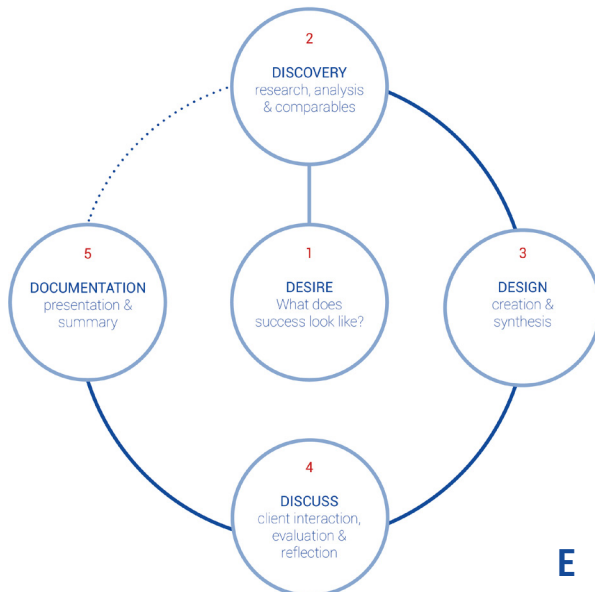 2
DISCOVERY
research, analysis
& comparables
5
DOCUMENTATION
presentation &
summary
1
DESIRE
What does
success look like?
3
DESIGN
creation &
synthesis
4
DISCUSS
client interaction,
evaluation &
reflection
E